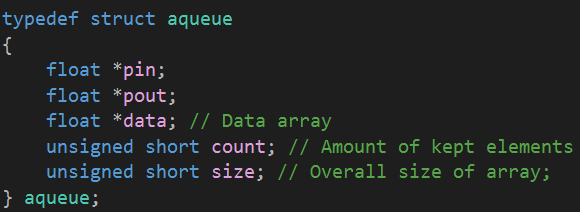 typedef struct aqueue
{
    float *pin;
    float *pout;
    float *data; // Data array
    unsigned short count; // Amount of kept elements
    unsigned short size; // Overall size of array;
} aqueue;